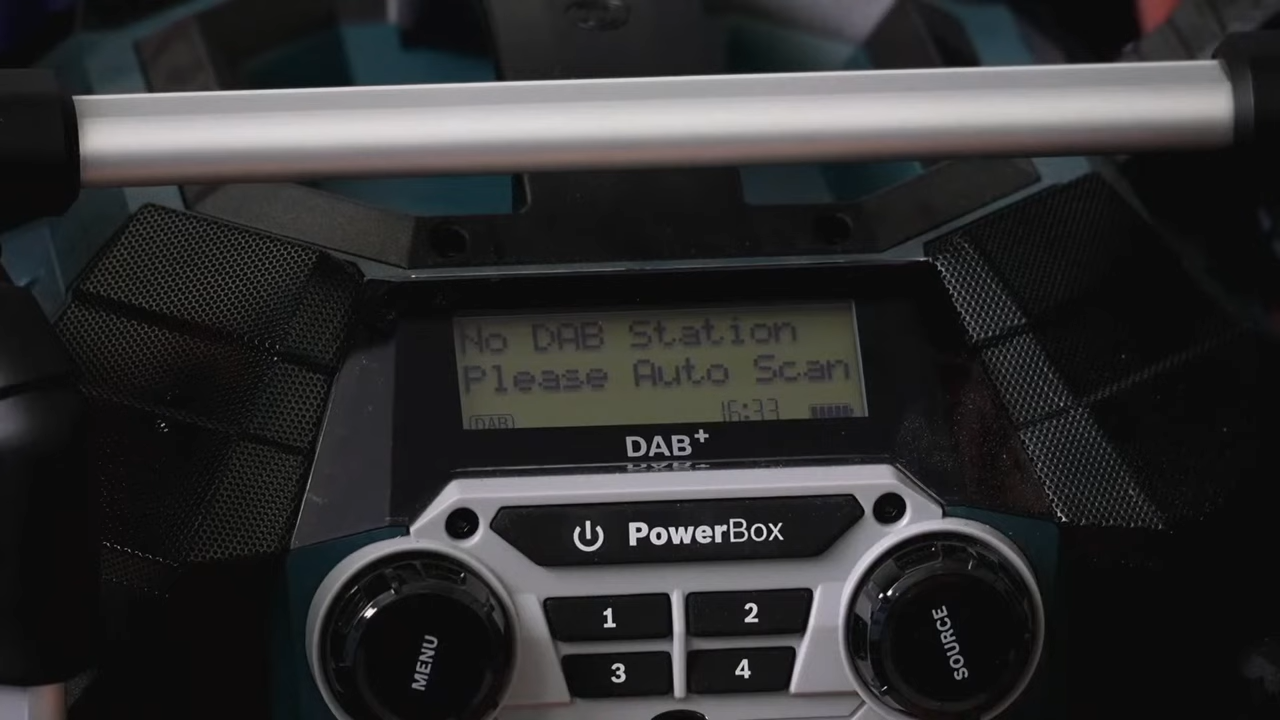 No DAB Station
Please Auto Scan
DAB 16:33
DAB+
PowerBox
1 2
3 4
MENU
SOURCE